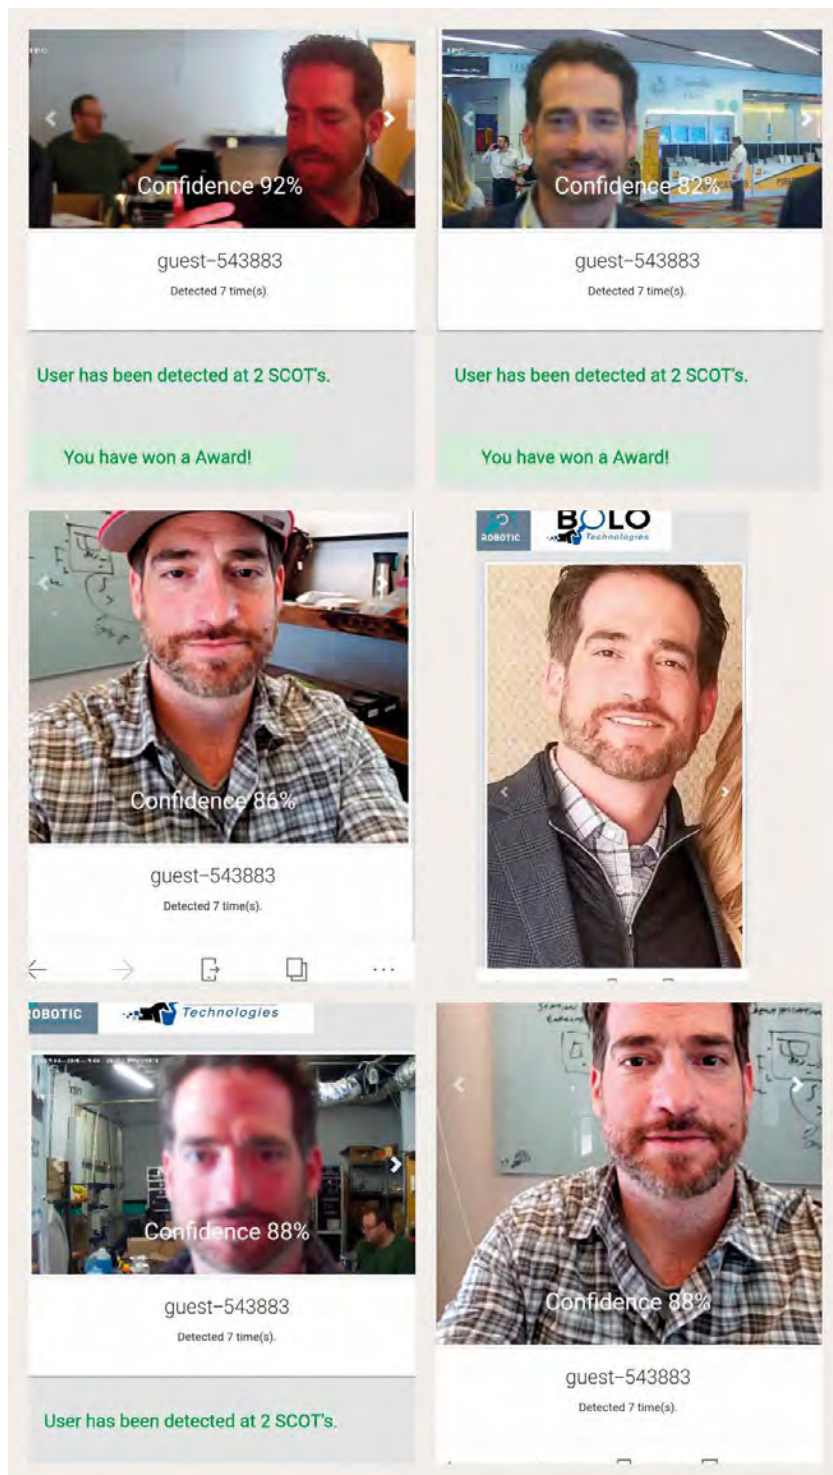 IPC
Confidence 92%
guest-543883
Detected 7 time(s).
User has been detected at 2 SCOT's.
You have won a Award!
IPC
Confidence 82%
guest-543883
Detected 7 time(s).
User has been detected at 2 SCOT's.
You have won a Award!
Confidence 86%
guest-543883
Detected 7 time(s).
ROBOTIC
BOLO
Technologies
OBOTIC
Technologies
Confidence 88%
guest-543883
Detected 7 time(s).
User has been detected at 2 SCOT's.
Confidence 88%
guest-543883
Detected 7 time(s).